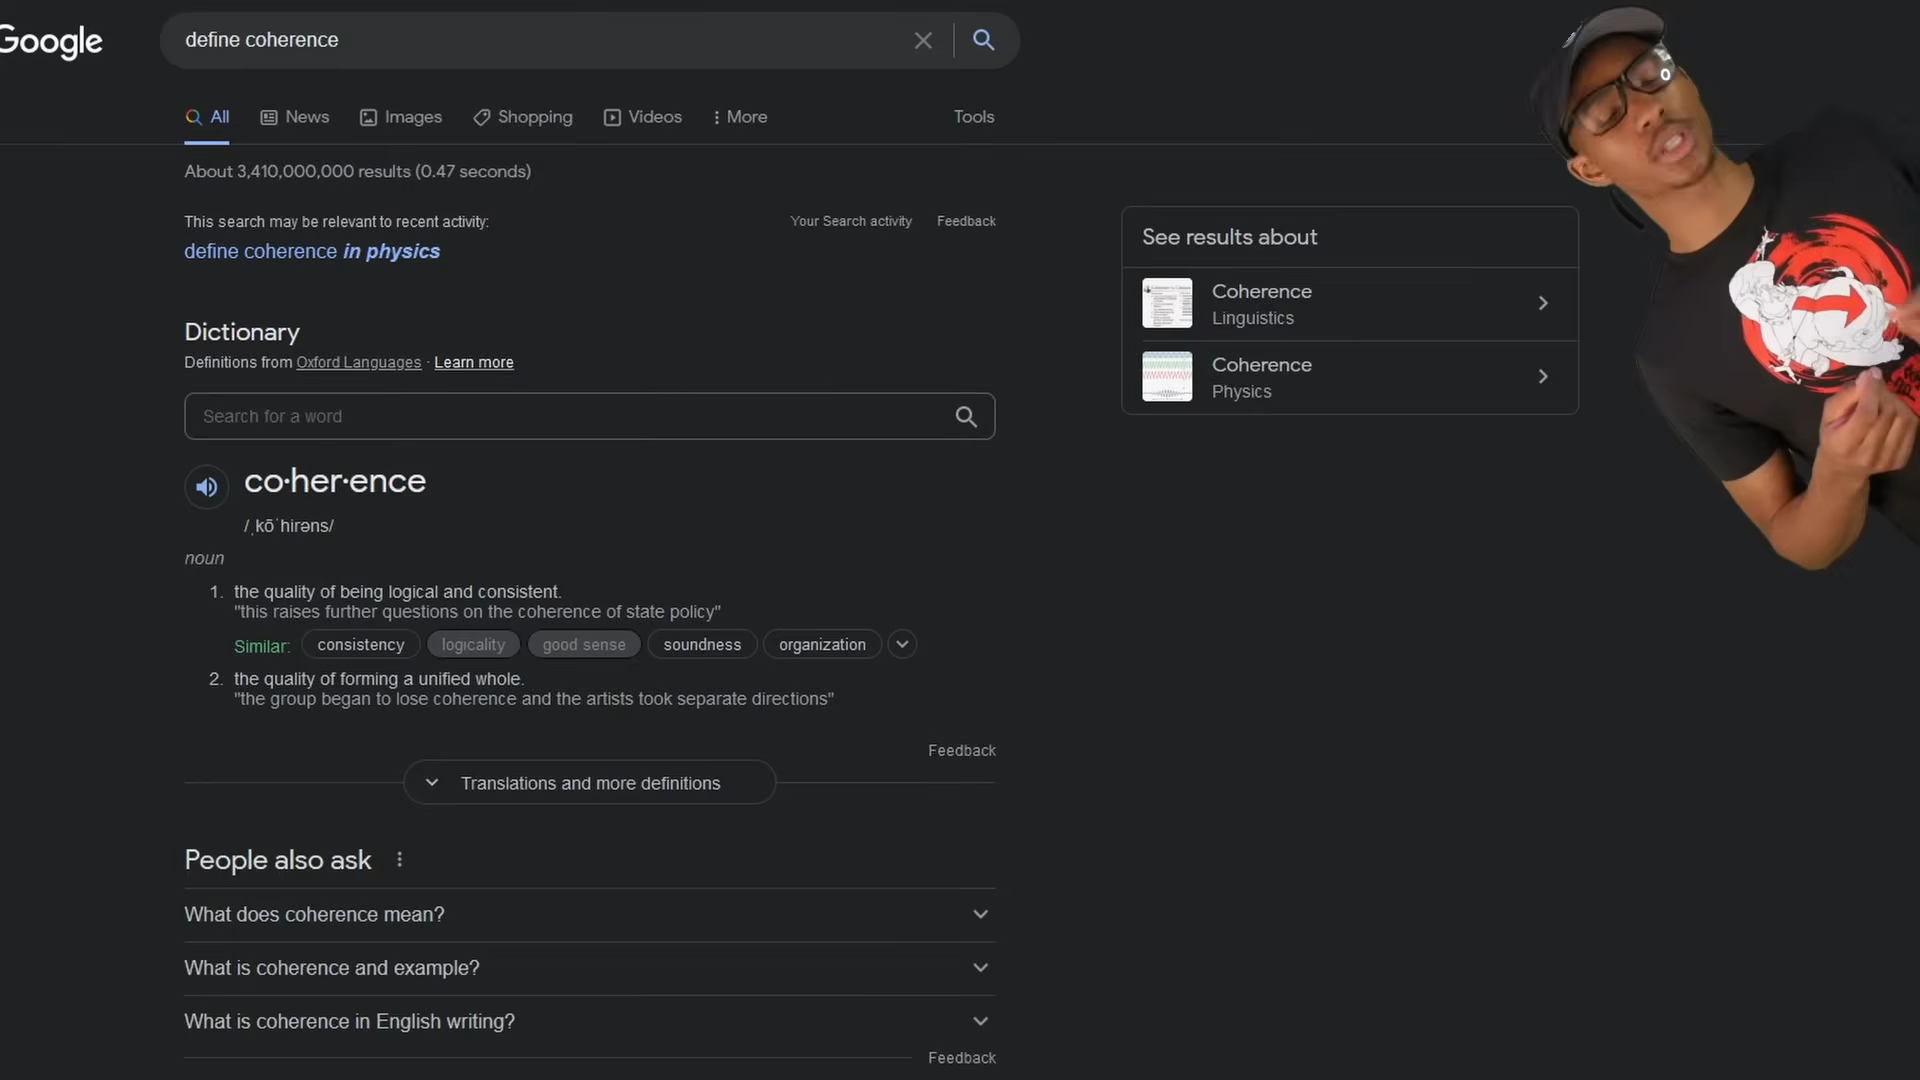 Google
define coherence
All
News
Images
Shopping
Videos
More
Tools
About 3,410,000,000 results (0.47 seconds)
This search may be relevant to recent activity:
Your Search activity
Feedback
define coherence in physics
See results about
Coherence
Linguistics
Coherence
Physics
Dictionary
Definitions from Oxford Languages · Learn more
Search for a word
co·her·ence
/ˌkōˈhirəns/
noun
1. the quality of being logical and consistent.
"this raises further questions on the coherence of state policy"
Similar: consistency logicality good sense soundness organization
2. the quality of forming a unified whole.
"the group began to lose coherence and the artists took separate directions"
Feedback
Translations and more definitions
People also ask
What does coherence mean?
What is coherence and example?
What is coherence in English writing?
Feedback